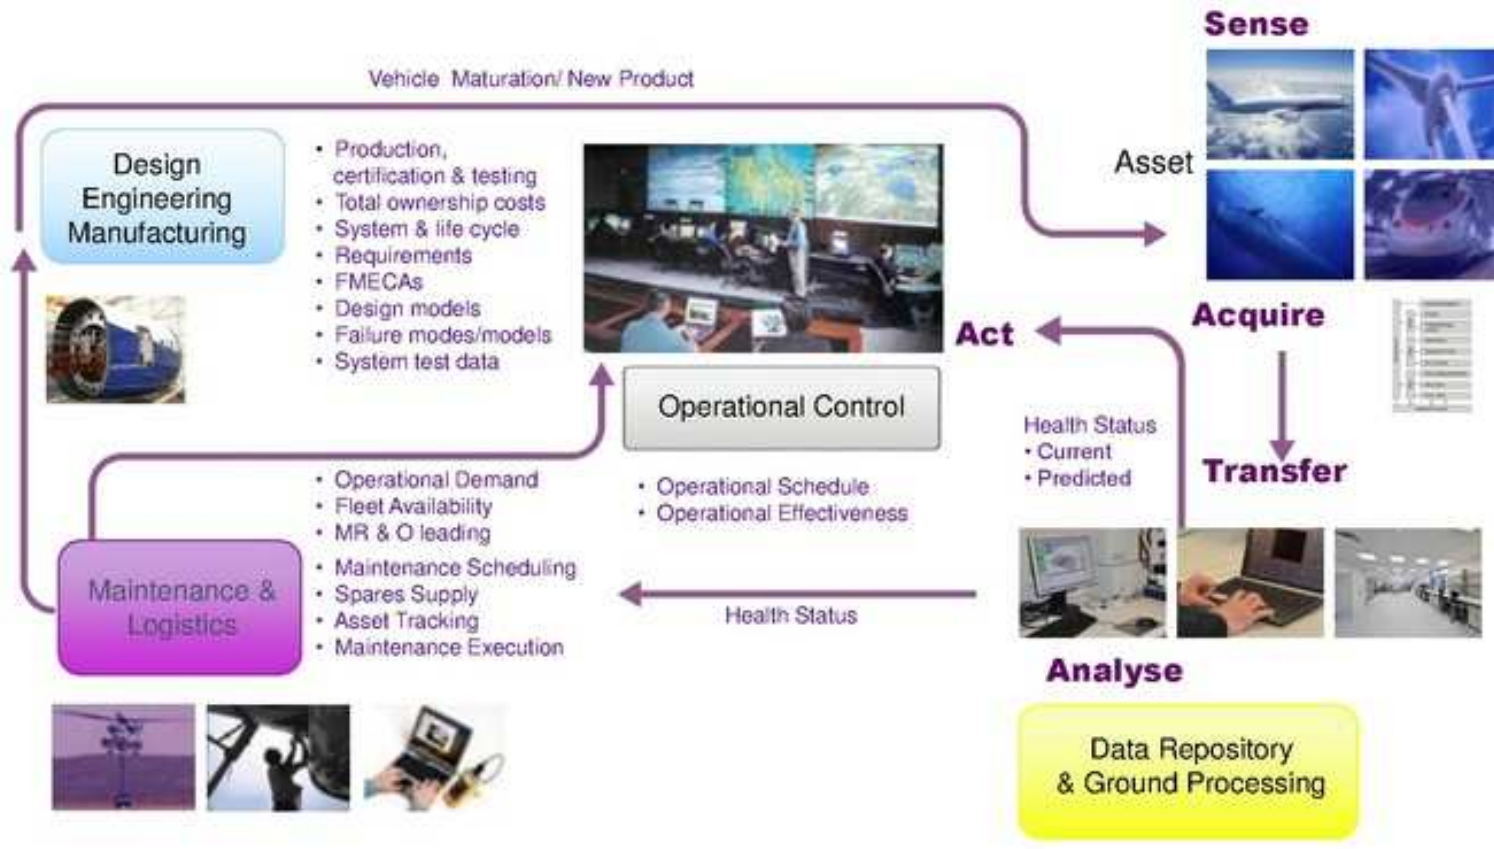 Sense
Vehicle Maturation/ New Product
Asset
Design
Engineering
Manufacturing
• Production,
certification & testing
• Total ownership costs
• System & life cycle
• Requirements
• FMECAs
• Design models
• Failure modes/models
• System test data
Act
Acquire
Operational Control
Health Status
• Current
• Predicted
Transfer
• Operational Demand
• Fleet Availability
• MR & O leading
• Operational Schedule
• Operational Effectiveness
Maintenance &
Logistics
• Maintenance Scheduling
• Spares Supply
• Asset Tracking
• Maintenance Execution
Health Status
Analyse
Data Repository
& Ground Processing